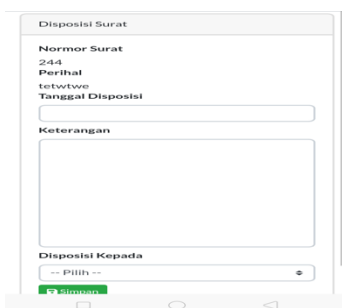 Disposisi Surat
Normor Surat
244
Perihal
tetwtwe
Tanggal Disposisi
Keterangan
Disposisi Kepada
-- Pilih --
Simpan